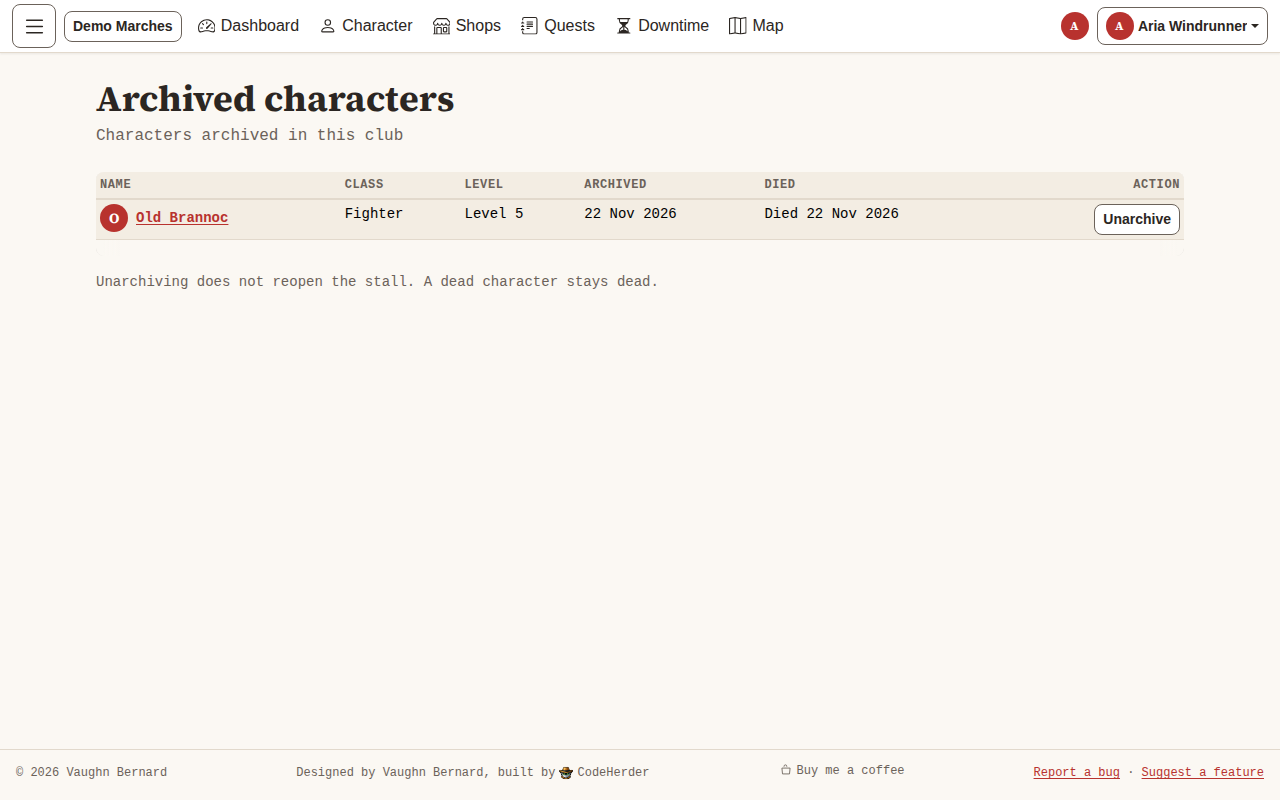 Demo Marches Dashboard Character Shops Quests Downtime Map A A Aria Windrunner
Archived characters
Characters archived in this club
NAME CLASS LEVEL ARCHIVED DIED ACTION
O Old Brannoc Fighter Level 5 22 Nov 2026 Died 22 Nov 2026 Unarchive
Unarchiving does not reopen the stall. A dead character stays dead.
© 2026 Vaughn Bernard Designed by Vaughn Bernard, built by CodeHerder Buy me a coffee Report a bug · Suggest a feature